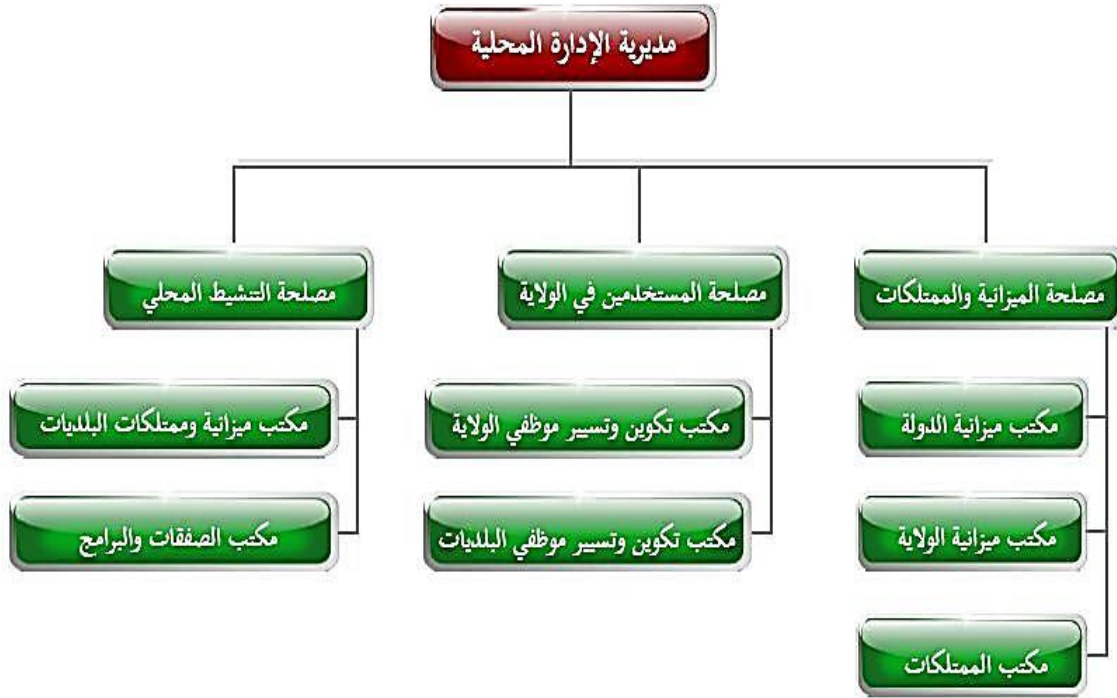 مديرية الإدارة المحلية
مصلحة الميزانية والممتلكات
مصلحة المستخدمين في الولاية
مصلحة التنشيط المحلي
مكتب ميزانية الدولة
مكتب تكوين وتسيير موظفي الولاية
مكتب ميزانية وممتلكات البلديات
مكتب ميزانية الولاية
مكتب تكوين وتسيير موظفي البلديات
مكتب الصفقات والبرامج
مكتب الممتلكات